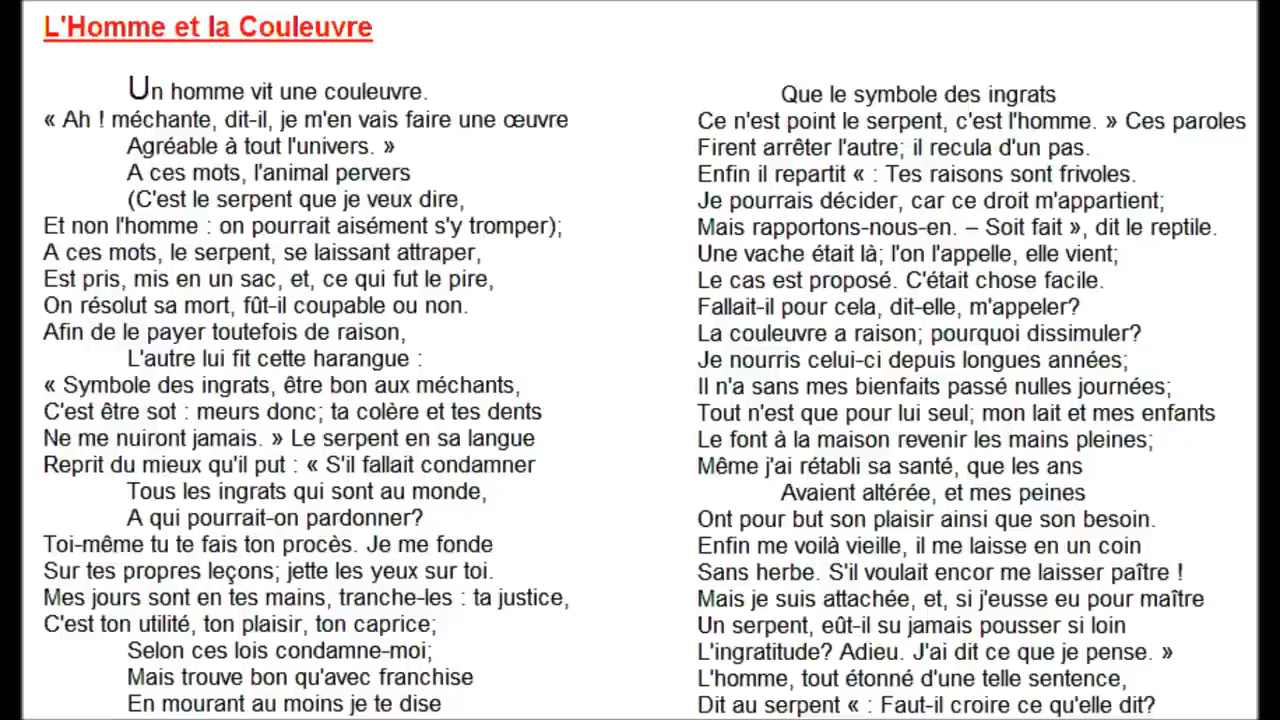 L'Homme et la Couleuvre
Un homme vit une couleuvre.
« Ah ! méchante, dit-il, je m'en vais faire une œuvre
Agréable à tout l'univers. »
A ces mots, l'animal pervers
(C'est le serpent que je veux dire,
Et non l'homme : on pourrait aisément s'y tromper);
A ces mots, le serpent, se laissant attraper,
Est pris, mis en un sac, et, ce qui fut le pire,
On résolut sa mort, fût-il coupable ou non.
Afin de le payer toutefois de raison,
L'autre lui fit cette harangue :
« Symbole des ingrats, être bon aux méchants,
C'est être sot : meurs donc; ta colère et tes dents
Ne me nuiront jamais. » Le serpent en sa langue
Reprit du mieux qu'il put : « S'il fallait condamner
Tous les ingrats qui sont au monde,
A qui pourrait-on pardonner?
Toi-même tu te fais ton procès. Je me fonde
Sur tes propres leçons; jette les yeux sur toi.
Mes jours sont en tes mains, tranche-les : ta justice,
C'est ton utilité, ton plaisir, ton caprice;
Selon ces lois condamne-moi;
Mais trouve bon qu'avec franchise
En mourant au moins je te dise
Que le symbole des ingrats
Ce n'est point le serpent, c'est l'homme. » Ces paroles
Firent arrêter l'autre; il recula d'un pas.
Enfin il repartit « : Tes raisons sont frivoles.
Je pourrais décider, car ce droit m'appartient;
Mais rapportons-nous-en. – Soit fait », dit le reptile.
Une vache était là; l'on l'appelle, elle vient;
Le cas est proposé. C'était chose facile.
Fallait-il pour cela, dit-elle, m'appeler?
La couleuvre a raison; pourquoi dissimuler?
Je nourris celui-ci depuis longues années;
Il n'a sans mes bienfaits passé nulles journées;
Tout n'est que pour lui seul; mon lait et mes enfants
Le font à la maison revenir les mains pleines;
Même j'ai rétabli sa santé, que les ans
Avaient altérée, et mes peines
Ont pour but son plaisir ainsi que son besoin.
Enfin me voilà vieille, il me laisse en un coin
Sans herbe. S'il voulait encor me laisser paître !
Mais je suis attachée, et, si j'eusse eu pour maître
Un serpent, eût-il su jamais pousser si loin
L'ingratitude? Adieu. J'ai dit ce que je pense. »
L'homme, tout étonné d'une telle sentence,
Dit au serpent « : Faut-il croire ce qu'elle dit?